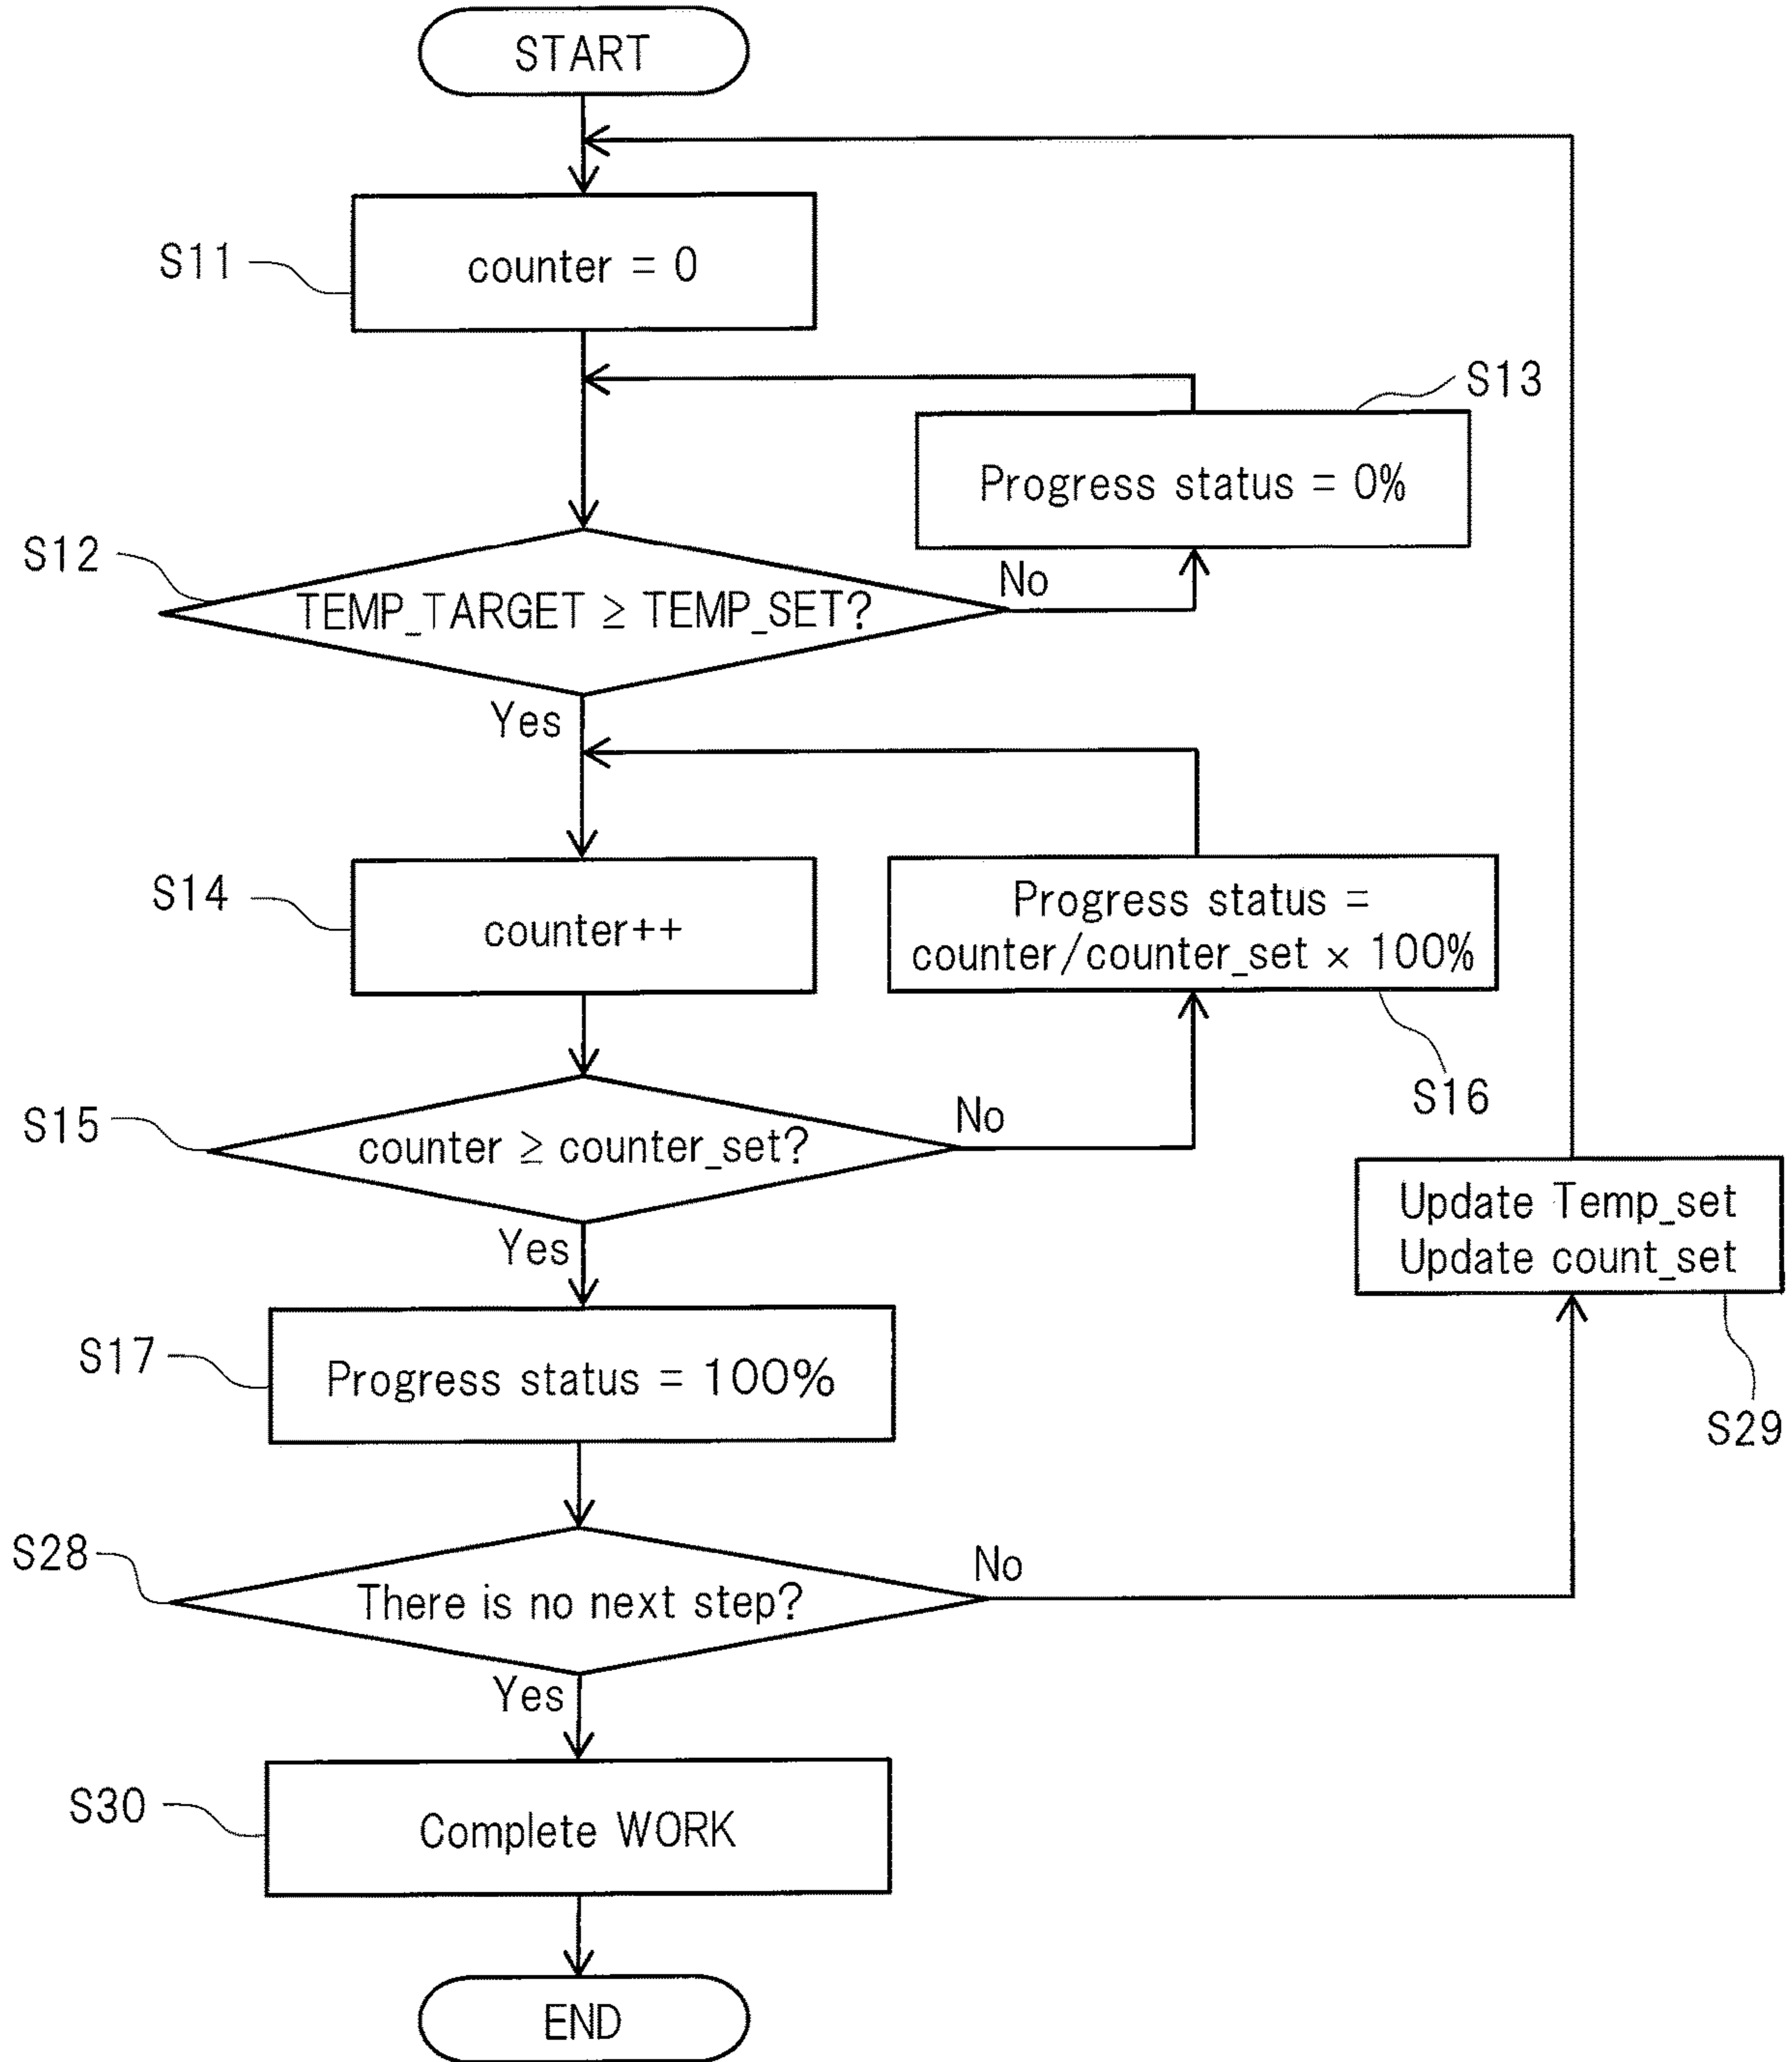 START
S11
counter = 0
S13
Progress status = 0%
S12
TEMP_TARGET ≥ TEMP_SET?
No
Yes
S14
counter++
Progress status =
counter/counter_set × 100%
S16
S15
counter ≥ counter_set?
No
Yes
Update Temp_set
Update count_set
S29
S17
Progress status = 100%
S28
There is no next step?
No
Yes
S30
Complete WORK
END